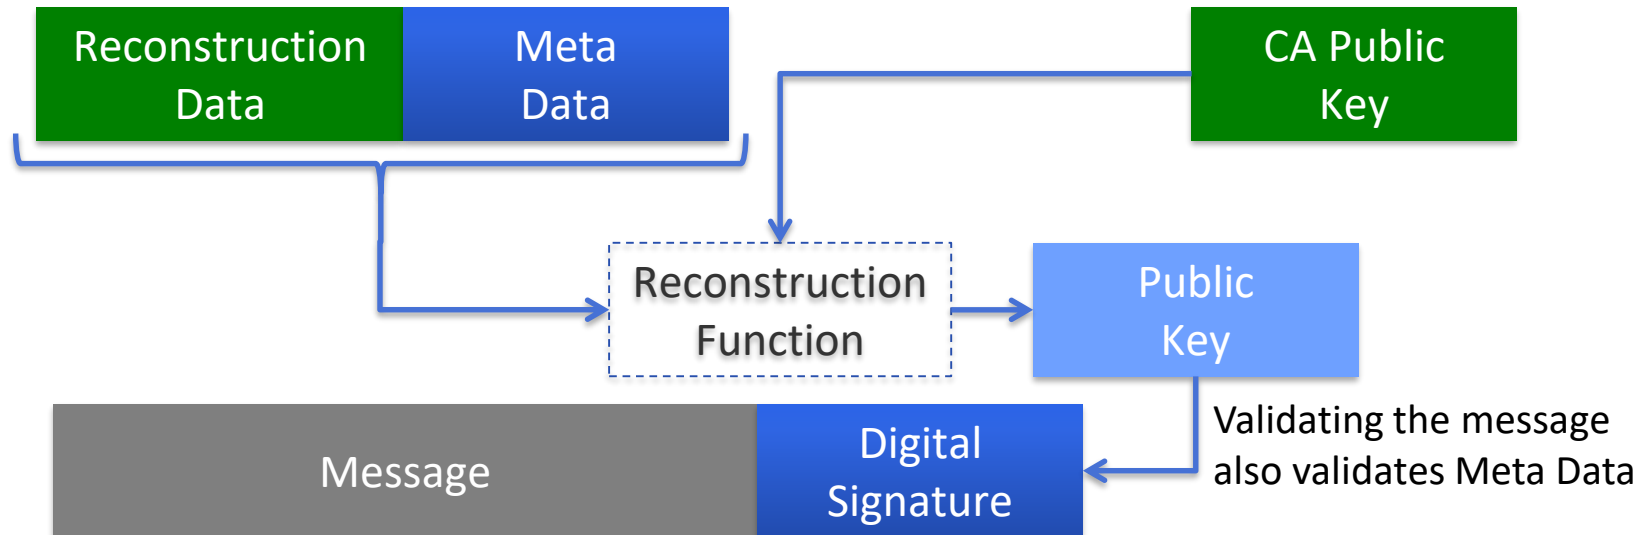 Reconstruction
Data
Meta
Data
CA Public
Key
Reconstruction
Function
Public
Key
Message
Digital
Signature
Validating the message
also validates Meta Data